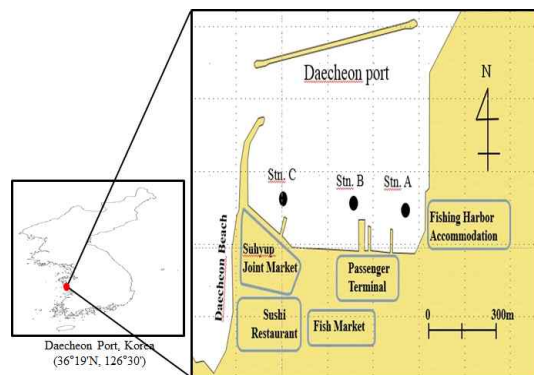 Daecheon port
N
Stn. C
Stn. B
Stn. A
Fishing Harbor
Accommodation
Daecheon Beach
Suhyup
Joint Market
Passenger
Terminal
Sushi
Restaurant
Fish Market
0
300m
Daecheon Port, Korea
(36°19'N, 126°30')